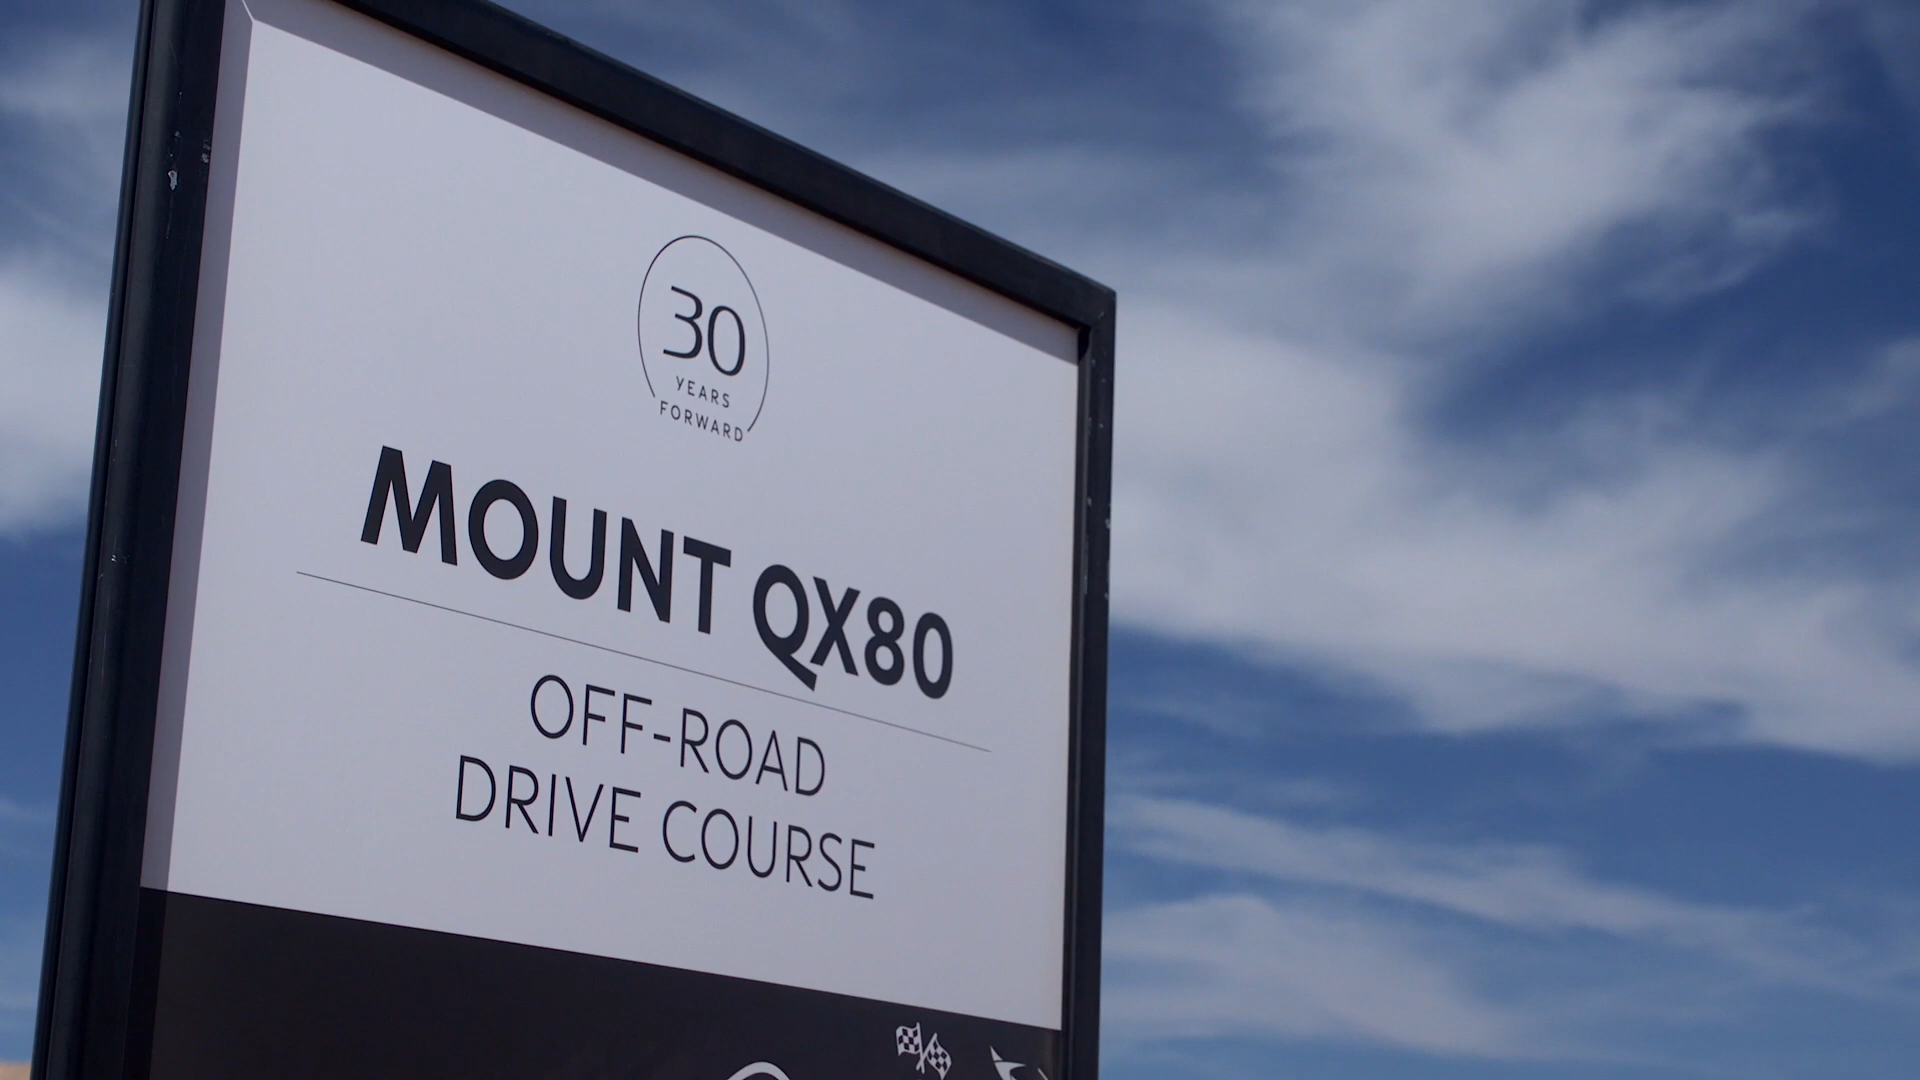 30
YEARS
FORWARD
MOUNT QX80
OFF-ROAD
DRIVE COURSE